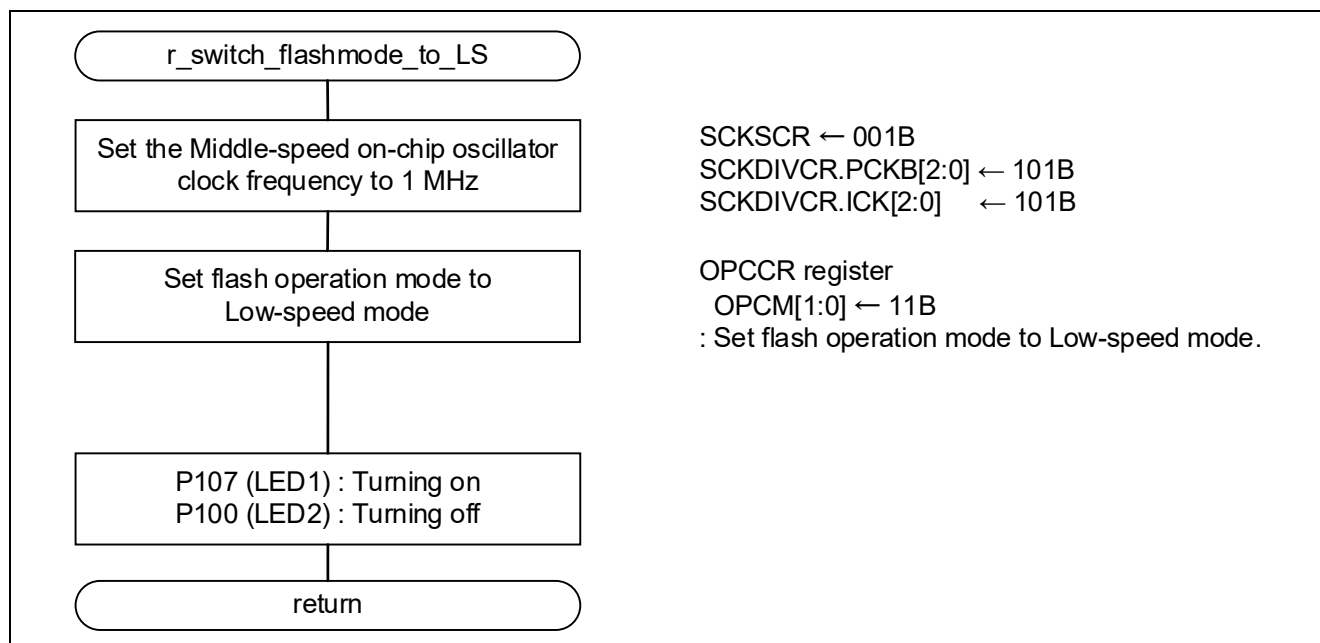 r_switch_flashmode_to_LS
Set the Middle-speed on-chip oscillator
clock frequency to 1 MHz
SCKSCR ← 001B
SCKDIVCR.PCKB[2:0] ← 101B
SCKDIVCR.ICK[2:0] ← 101B
Set flash operation mode to
Low-speed mode
OPCCR register
OPCM[1:0] ← 11B
: Set flash operation mode to Low-speed mode.
P107 (LED1) : Turning on
P100 (LED2) : Turning off
return